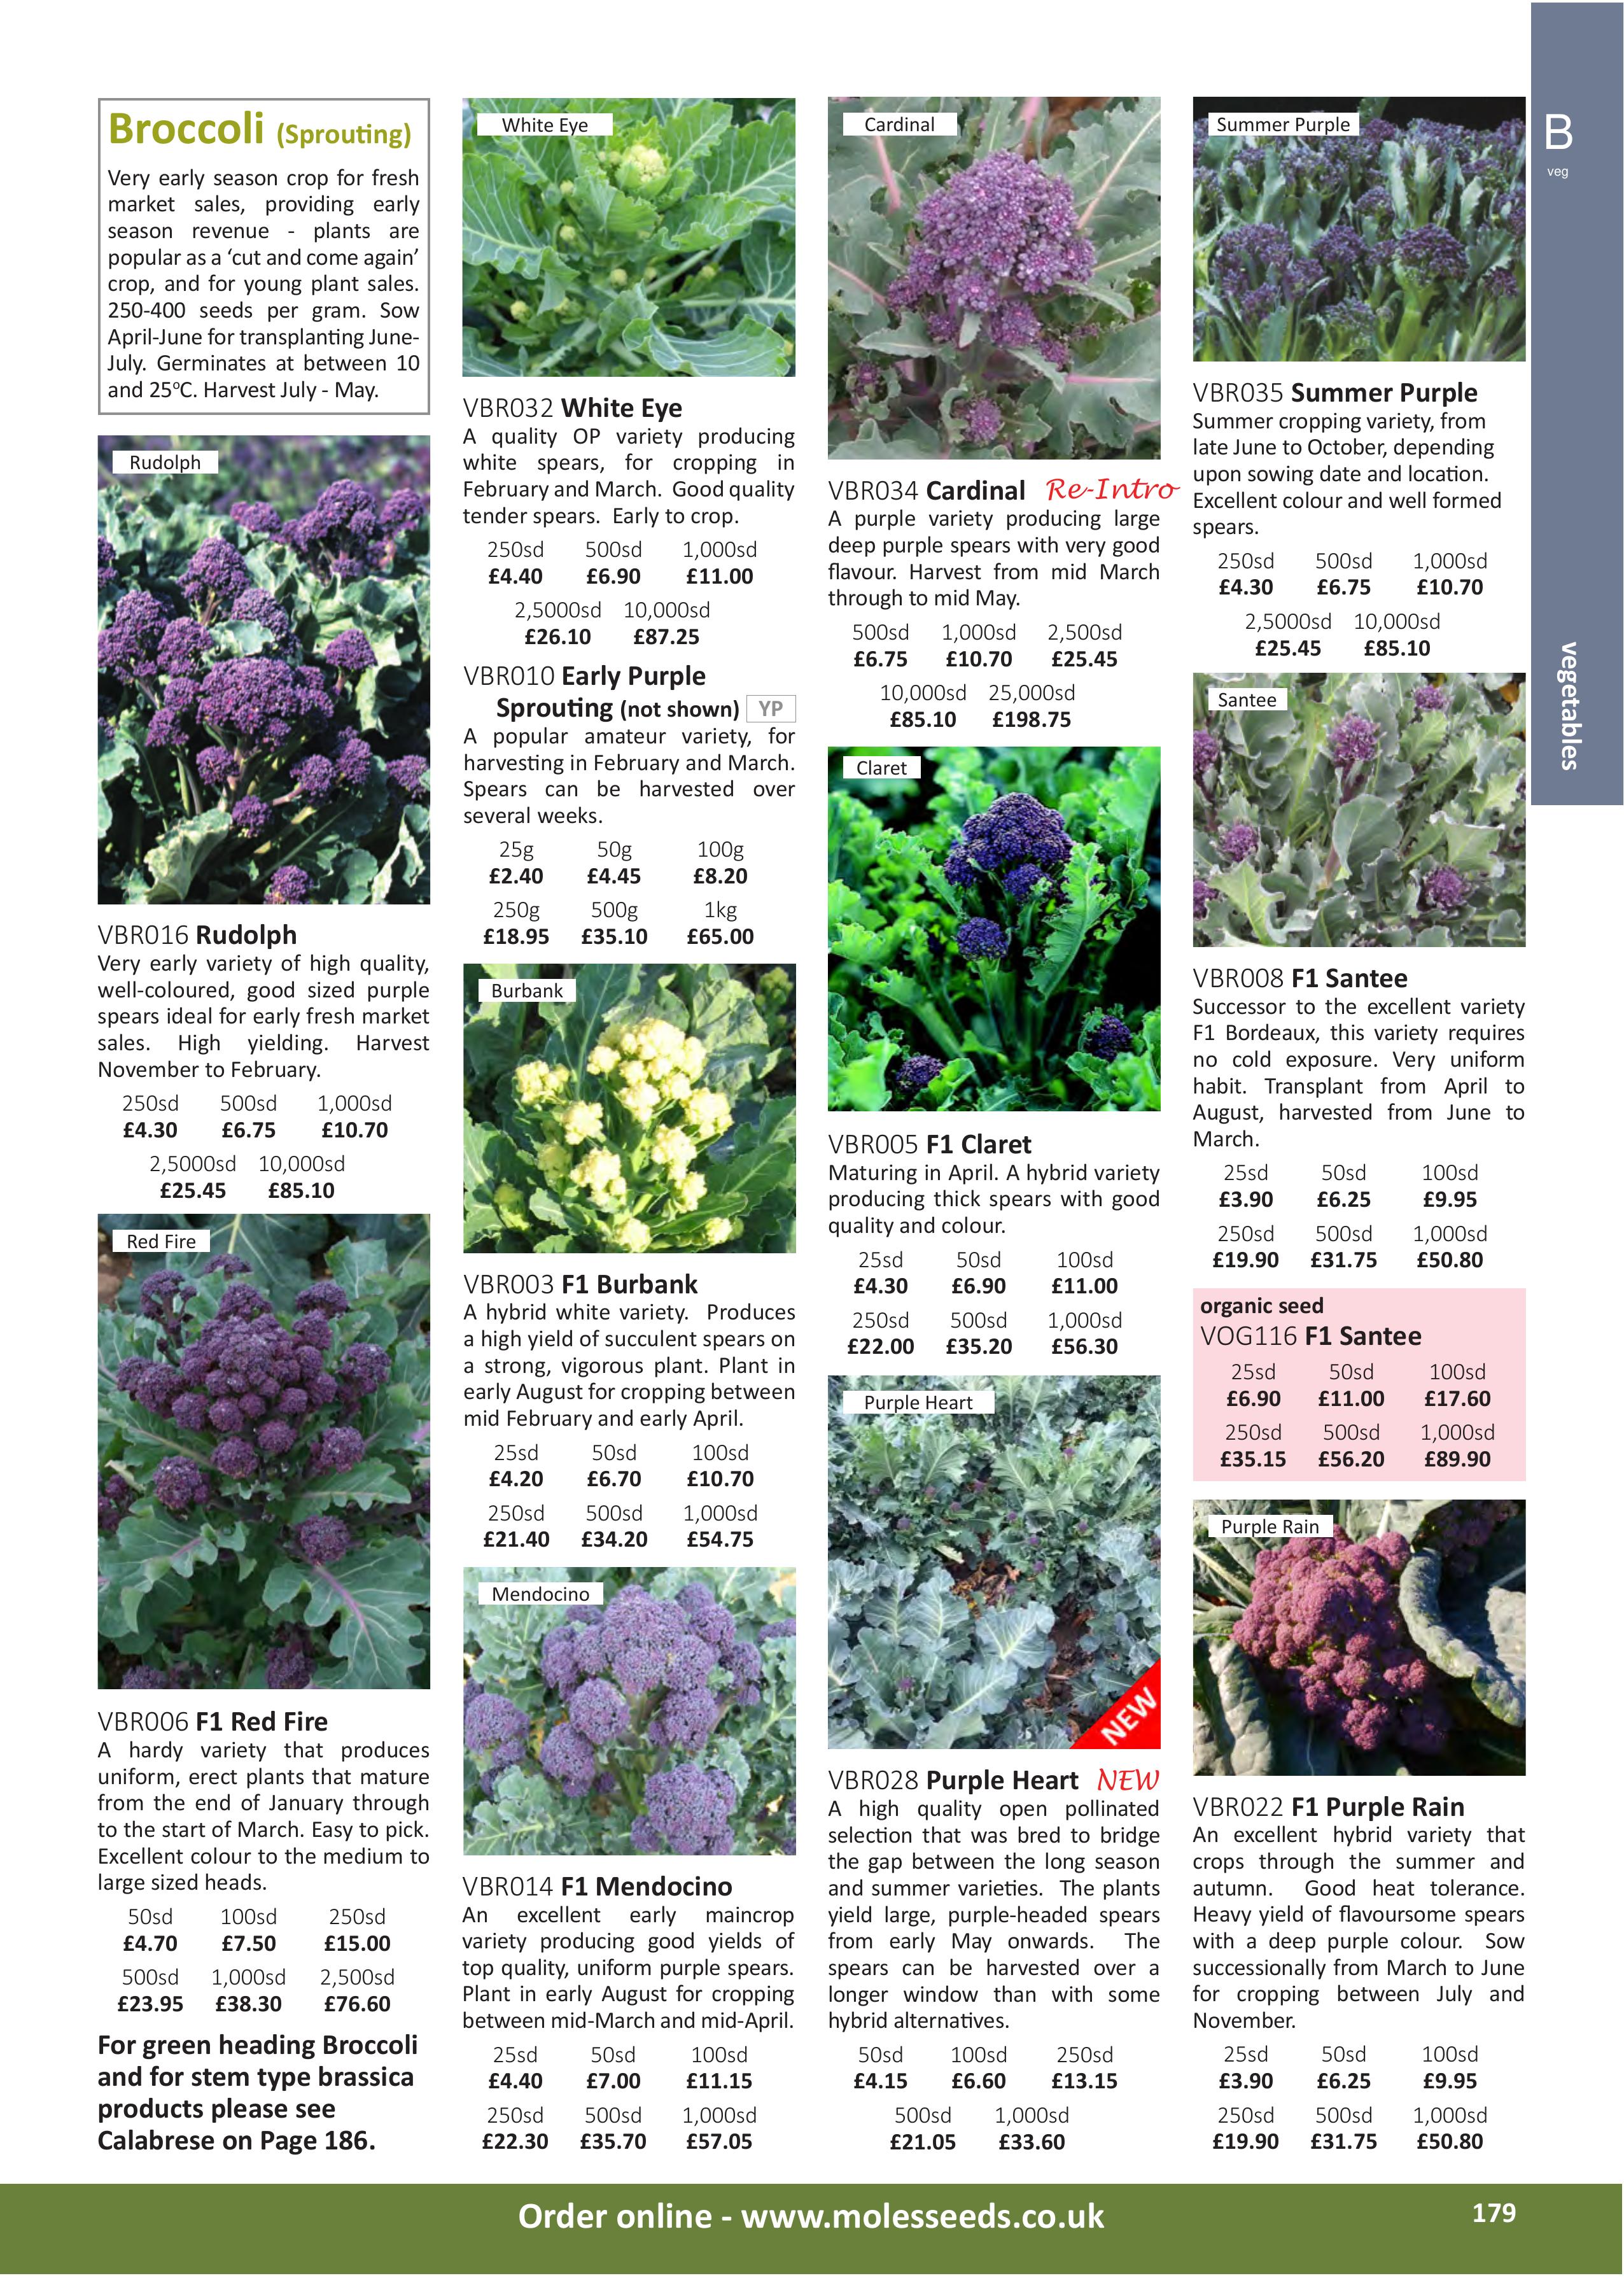 Broccoli (Sprouting)
Very early season crop for fresh
market sales, providing early
season revenue - plants are
popular as a ‘cut and come again’
crop, and for young plant sales.
250-400 seeds per gram. Sow
April-June for transplanting June-
July. Germinates at between 10
and 25°C. Harvest July - May.
Rudolph
VBR016 Rudolph
Very early variety of high quality,
well-coloured, good sized purple
spears ideal for early fresh market
sales. High yielding. Harvest
November to February.
250sd 500sd 1,000sd
£4.30 £6.75 £10.70
2,5000sd 10,000sd
£25.45 £85.10
Red Fire
VBR006 F1 Red Fire
A hardy variety that produces
uniform, erect plants that mature
from the end of January through
to the start of March. Easy to pick.
Excellent colour to the medium to
large sized heads.
50sd 100sd 250sd
£4.70 £7.50 £15.00
500sd 1,000sd 2,500sd
£23.95 £38.30 £76.60
For green heading Broccoli
and for stem type brassica
products please see
Calabrese on Page 186.
White Eye
VBR032 White Eye
A quality OP variety producing
white spears, for cropping in
February and March. Good quality
tender spears. Early to crop.
250sd 500sd 1,000sd
£4.40 £6.90 £11.00
2,5000sd 10,000sd
£26.10 £87.25
VBR010 Early Purple
Sprouting (not shown) YP
A popular amateur variety, for
harvesting in February and March.
Spears can be harvested over
several weeks.
25g 50g 100g
£2.40 £4.45 £8.20
250g 500g 1kg
£18.95 £35.10 £65.00
Burbank
VBR003 F1 Burbank
A hybrid white variety. Produces
a high yield of succulent spears on
a strong, vigorous plant. Plant in
early August for cropping between
mid February and early April.
25sd 50sd 100sd
£4.20 £6.70 £10.70
250sd 500sd 1,000sd
£21.40 £34.20 £54.75
Mendocino
VBR014 F1 Mendocino
An excellent early maincrop
variety producing good yields of
top quality, uniform purple spears.
Plant in early August for cropping
between mid-March and mid-April.
25sd 50sd 100sd
£4.40 £7.00 £11.15
250sd 500sd 1,000sd
£22.30 £35.70 £57.05
Cardinal
VBR034 Cardinal Re-Intro
A purple variety producing large
deep purple spears with very good
flavour. Harvest from mid March
through to mid May.
500sd 1,000sd 2,500sd
£6.75 £10.70 £25.45
10,000sd 25,000sd
£85.10 £198.75
Claret
VBR005 F1 Claret
Maturing in April. A hybrid variety
producing thick spears with good
quality and colour.
25sd 50sd 100sd
£4.30 £6.90 £11.00
250sd 500sd 1,000sd
£22.00 £35.20 £56.30
Purple Heart
NEW
VBR028 Purple Heart NEW
A high quality open pollinated
selection that was bred to bridge
the gap between the long season
and summer varieties. The plants
yield large, purple-headed spears
from early May onwards. The
spears can be harvested over a
longer window than with some
hybrid alternatives.
50sd 100sd 250sd
£4.15 £6.60 £13.15
500sd 1,000sd
£21.05 £33.60
Summer Purple
VBR035 Summer Purple
Summer cropping variety, from
late June to October, depending
upon sowing date and location.
Excellent colour and well formed
spears.
250sd 500sd 1,000sd
£4.30 £6.75 £10.70
2,5000sd 10,000sd
£25.45 £85.10
Santee
VBR008 F1 Santee
Successor to the excellent variety
F1 Bordeaux, this variety requires
no cold exposure. Very uniform
habit. Transplant from April to
August, harvested from June to
March.
25sd 50sd 100sd
£3.90 £6.25 £9.95
250sd 500sd 1,000sd
£19.90 £31.75 £50.80
organic seed
VOG116 F1 Santee
25sd 50sd 100sd
£6.90 £11.00 £17.60
250sd 500sd 1,000sd
£35.15 £56.20 £89.90
Purple Rain
VBR022 F1 Purple Rain
An excellent hybrid variety that
crops through the summer and
autumn. Good heat tolerance.
Heavy yield of flavoursome spears
with a deep purple colour. Sow
successionally from March to June
for cropping between July and
November.
25sd 50sd 100sd
£3.90 £6.25 £9.95
250sd 500sd 1,000sd
£19.90 £31.75 £50.80
B
veg
vegetables
Order online - www.molesseeds.co.uk
179